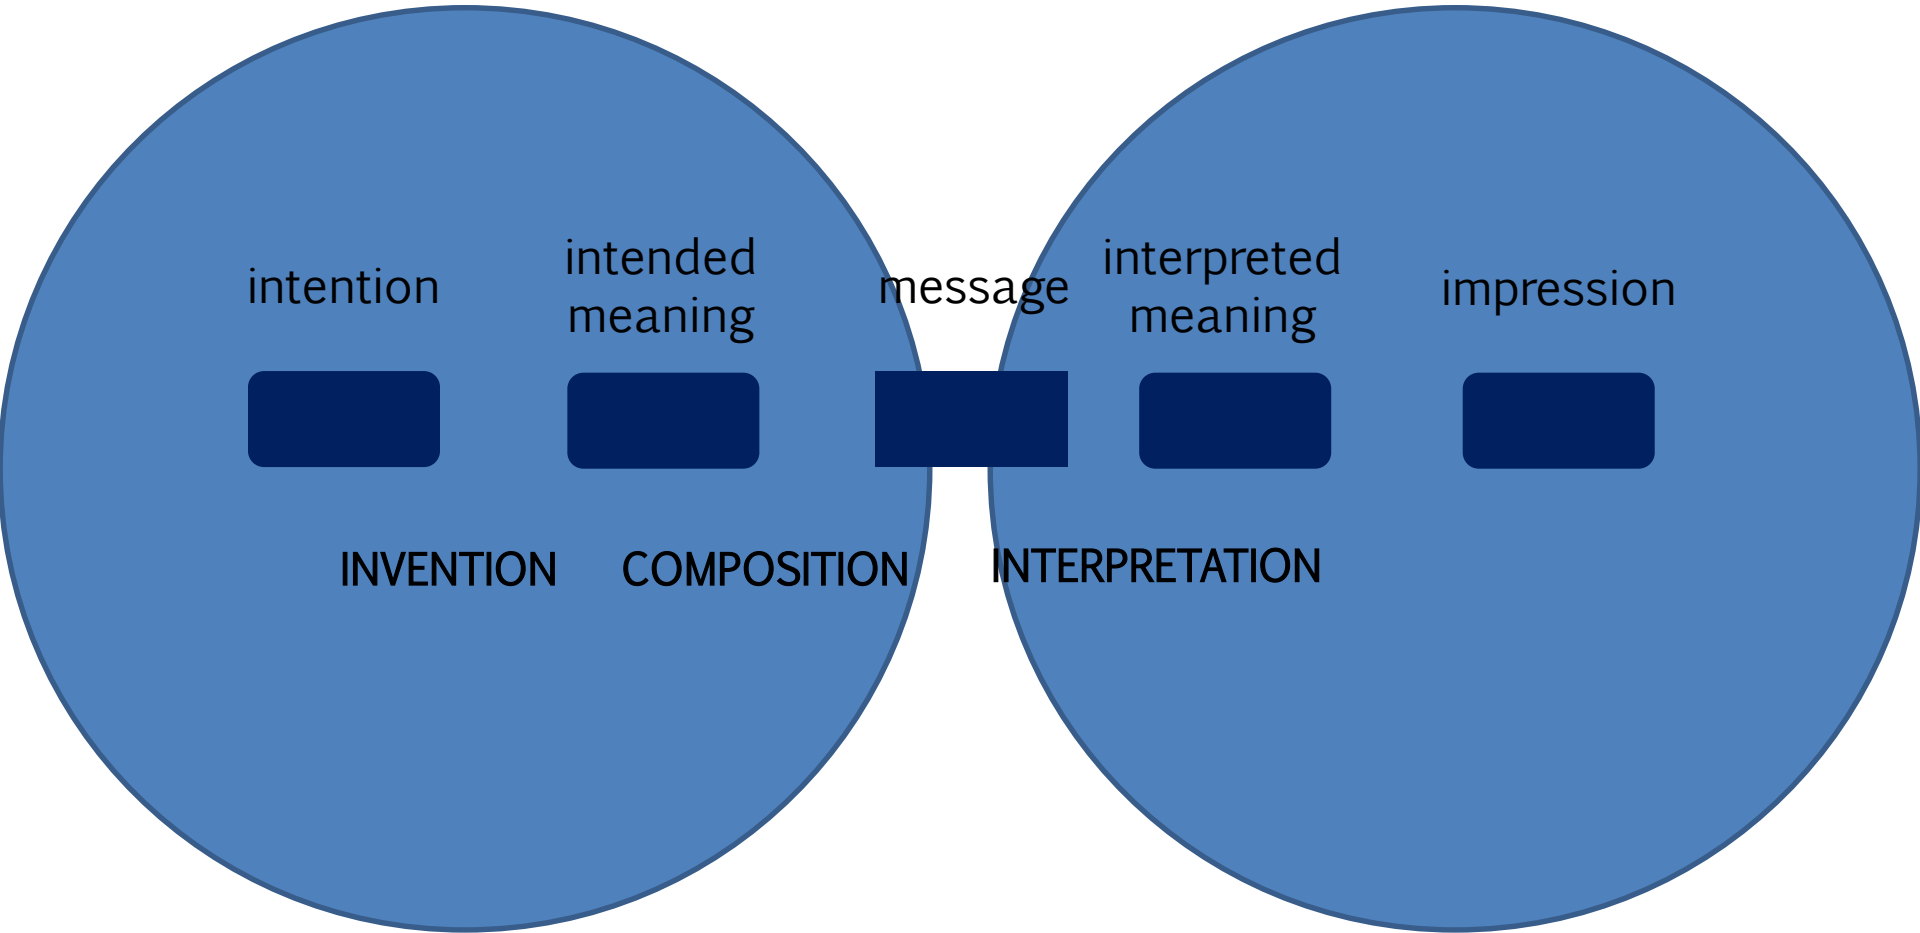 intention
intended
meaning
message
interpreted
meaning
impression
INVENTION
COMPOSITION
INTERPRETATION